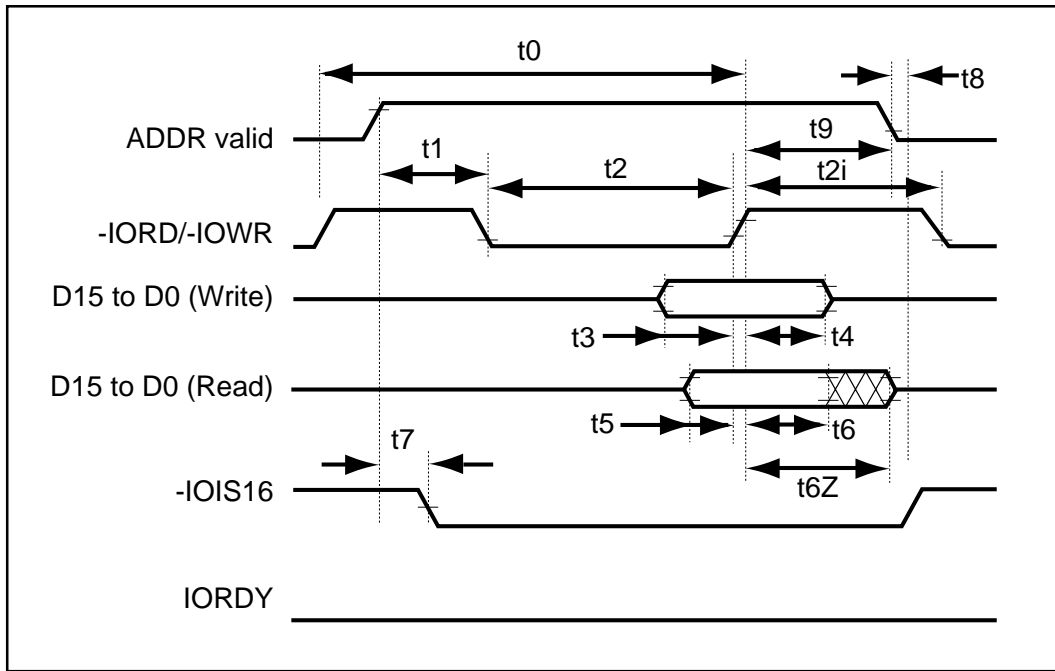 t0
t8
ADDR valid
t9
t1
t2
t2i
-IORD/-IOWR
D15 to D0 (Write)
t3
t4
D15 to D0 (Read)
t5
t6
t7
t6Z
-IOIS16
IORDY